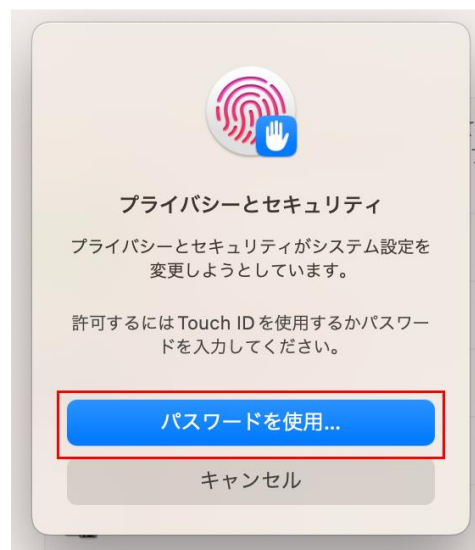 プライバシーとセキュリティ
プライバシーとセキュリティがシステム設定を
変更しようとしています。
許可するにはTouch IDを使用するかパスワー
ドを入力してください。
パスワードを使用...
キャンセル